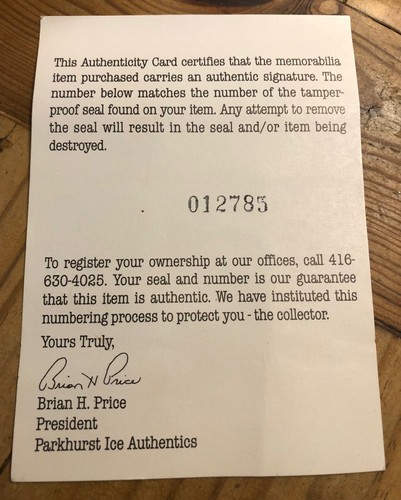 This Authenticity Card certifies that the memorabilia
item purchased carries an authentic signature. The
number below matches the number of the tamper-
proof seal found on your item. Any attempt to remove
the seal will result in the seal and/or item being
destroyed.
012785
To register your ownership at our offices, call 416-
630-4025. Your seal and number is our guarantee
that this item is authentic. We have instituted this
numbering process to protect you - the collector.
Yours Truly,
Brian H Price
Brian H. Price
President
Parkhurst Ice Authentics